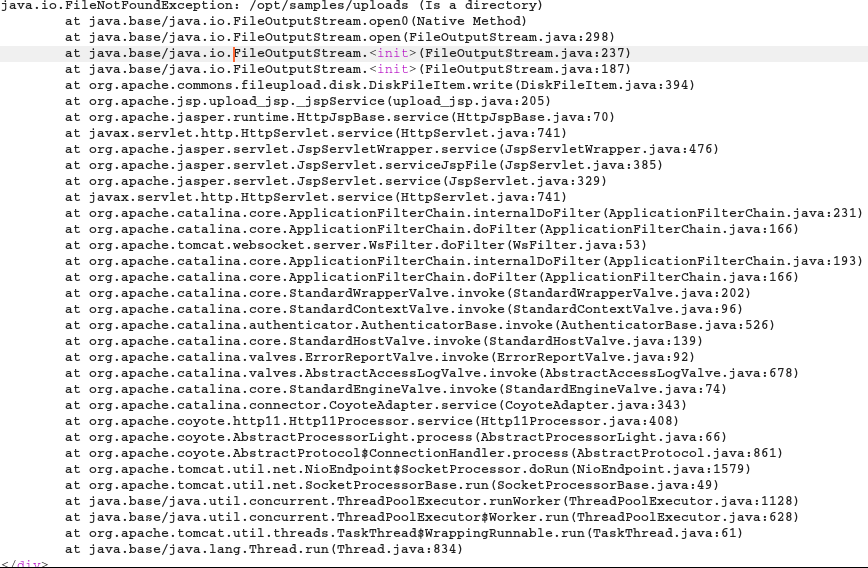 java.io.FileNotFoundException: /opt/samples/uploads (Is a directory)
at java.base/java.io.FileOutputStream.open0(Native Method)
at java.base/java.io.FileOutputStream.open(FileOutputStream.java:298)
at java.base/java.io.FileOutputStream.<init>(FileOutputStream.java:237)
at java.base/java.io.FileOutputStream.<init>(FileOutputStream.java:187)
at org.apache.commons.fileupload.disk.DiskFileItem.write(DiskFileItem.java:394)
at org.apache.jsp.upload_jsp._jspService(upload_jsp.java:205)
at org.apache.jasper.runtime.HttpJspBase.service(HttpJspBase.java:70)
at javax.servlet.http.HttpServlet.service(HttpServlet.java:741)
at org.apache.jasper.servlet.JspServletWrapper.service(JspServletWrapper.java:476)
at org.apache.jasper.servlet.JspServlet.serviceJspFile(JspServlet.java:385)
at org.apache.jasper.servlet.JspServlet.service(JspServlet.java:329)
at javax.servlet.http.HttpServlet.service(HttpServlet.java:741)
at org.apache.catalina.core.ApplicationFilterChain.internalDoFilter(ApplicationFilterChain.java:231)
at org.apache.catalina.core.ApplicationFilterChain.doFilter(ApplicationFilterChain.java:166)
at org.apache.tomcat.websocket.server.WsFilter.doFilter(WsFilter.java:53)
at org.apache.catalina.core.ApplicationFilterChain.internalDoFilter(ApplicationFilterChain.java:193)
at org.apache.catalina.core.ApplicationFilterChain.doFilter(ApplicationFilterChain.java:166)
at org.apache.catalina.core.StandardWrapperValve.invoke(StandardWrapperValve.java:202)
at org.apache.catalina.core.StandardContextValve.invoke(StandardContextValve.java:96)
at org.apache.catalina.authenticator.AuthenticatorBase.invoke(AuthenticatorBase.java:526)
at org.apache.catalina.core.StandardHostValve.invoke(StandardHostValve.java:139)
at org.apache.catalina.valves.ErrorReportValve.invoke(ErrorReportValve.java:92)
at org.apache.catalina.valves.AbstractAccessLogValve.invoke(AbstractAccessLogValve.java:678)
at org.apache.catalina.core.StandardEngineValve.invoke(StandardEngineValve.java:74)
at org.apache.catalina.connector.CoyoteAdapter.service(CoyoteAdapter.java:343)
at org.apache.coyote.http11.Http11Processor.service(Http11Processor.java:408)
at org.apache.coyote.AbstractProcessorLight.process(AbstractProcessorLight.java:66)
at org.apache.coyote.AbstractProtocol$ConnectionHandler.process(AbstractProtocol.java:861)
at org.apache.tomcat.util.net.NioEndpoint$SocketProcessor.doRun(NioEndpoint.java:1579)
at org.apache.tomcat.util.net.SocketProcessorBase.run(SocketProcessorBase.java:49)
at java.base/java.util.concurrent.ThreadPoolExecutor.runWorker(ThreadPoolExecutor.java:1128)
at java.base/java.util.concurrent.ThreadPoolExecutor$Worker.run(ThreadPoolExecutor.java:628)
at org.apache.tomcat.util.threads.TaskThread$WrappingRunnable.run(TaskThread.java:61)
at java.base/java.lang.Thread.run(Thread.java:834)
</div>